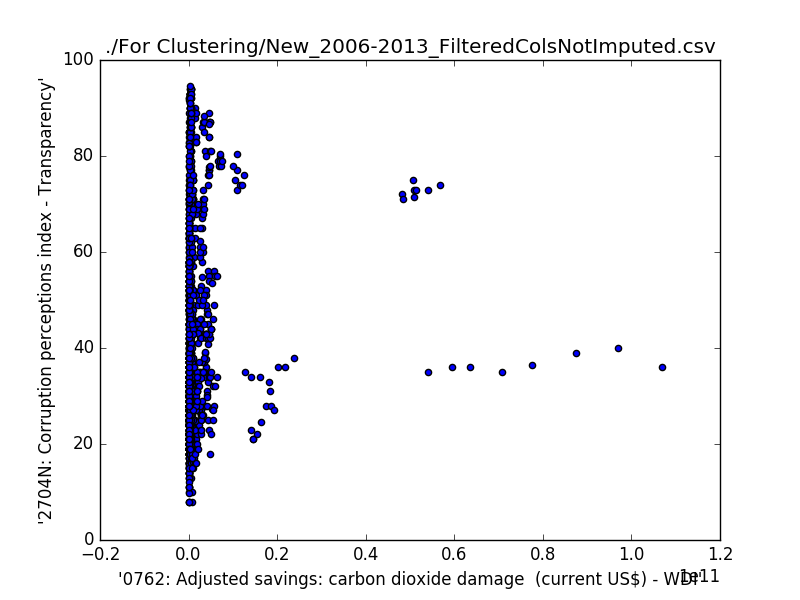 ./For Clustering/New_2006-2013_FilteredColsNotImputed.csv
100
80
60
40
20
0
'2704N: Corruption perceptions index - Transparency'
−0.2 0.0 0.2 0.4 0.6 0.8 1.0 1.2
1e11
'0762: Adjusted savings: carbon dioxide damage  (current US$) - WDI'